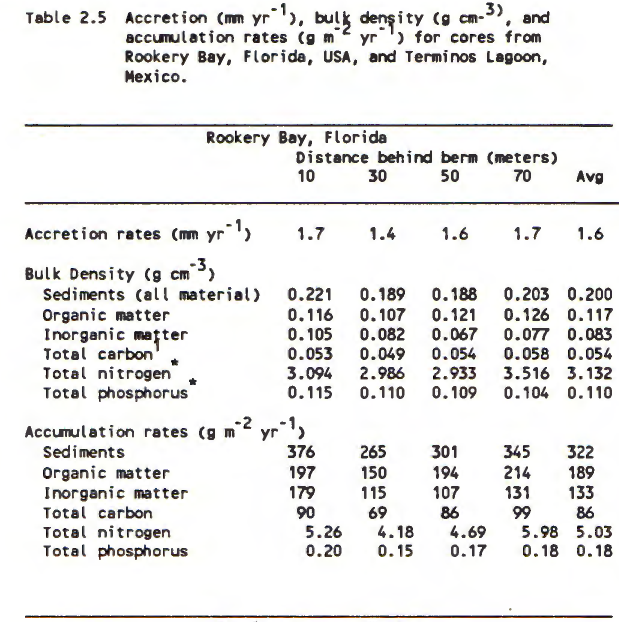 Table 2.5 Accretion (mm yr⁻¹), bulk density (g cm-³⁾, and
accumulation rates (g m⁻² yr⁻¹) for cores from
Rookery Bay, Florida, USA, and Terminos Lagoon,
Mexico.
Rookery Bay, Florida
Distance behind berm (meters)
10 30 50 70 Avg
Accretion rates (mm yr⁻¹) 1.7 1.4 1.6 1.7 1.6
Bulk Density (g cm⁻³)
Sediments (all material) 0.221 0.189 0.188 0.203 0.200
Organic matter 0.116 0.107 0.121 0.126 0.117
Inorganic matter 0.105 0.082 0.067 0.077 0.083
Total carbon¹ 0.053 0.049 0.054 0.058 0.054
Total nitrogen* 3.094 2.986 2.933 3.516 3.132
Total phosphorus* 0.115 0.110 0.109 0.104 0.110
Accumulation rates (g m⁻² yr⁻¹)
Sediments 376 265 301 345 322
Organic matter 197 150 194 214 189
Inorganic matter 179 115 107 131 133
Total carbon 90 69 86 99 86
Total nitrogen 5.26 4.18 4.69 5.98 5.03
Total phosphorus 0.20 0.15 0.17 0.18 0.18